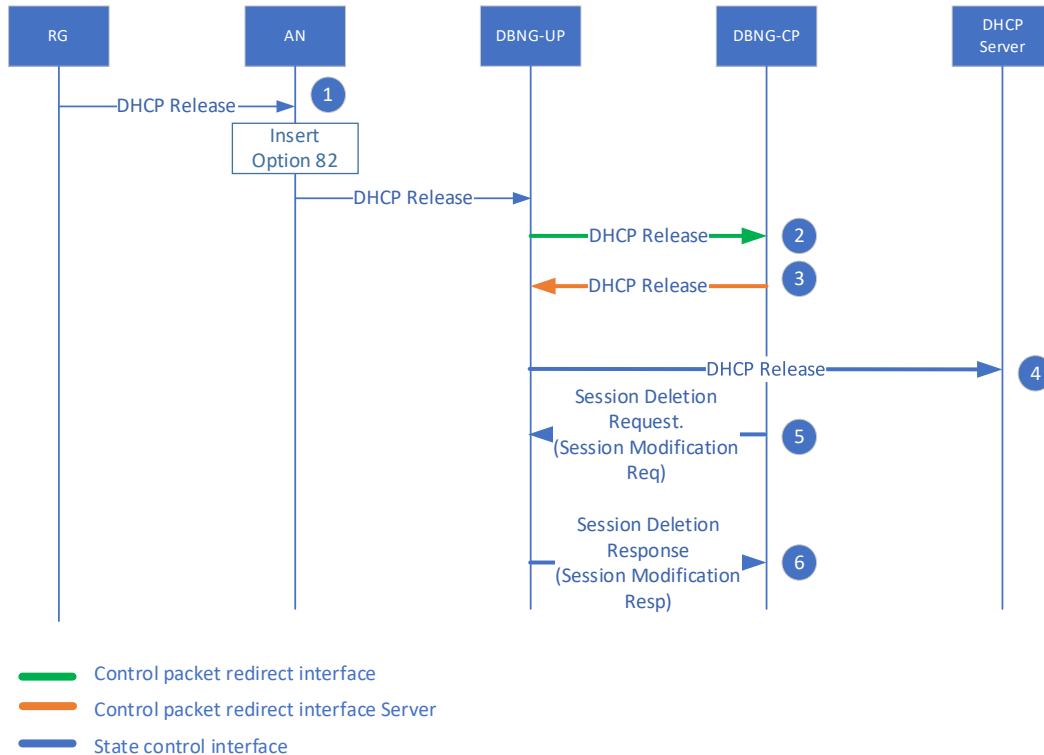 RG
AN
DBNG-UP
DBNG-CP
DHCP
Server
DHCP Release
1
Insert
Option 82
DHCP Release
DHCP Release
2
DHCP Release
3
DHCP Release
4
Session Deletion
Request.
(Session Modification
Req)
5
Session Deletion
Response
(Session Modification
Resp)
6
Control packet redirect interface
Control packet redirect interface Server
State control interface